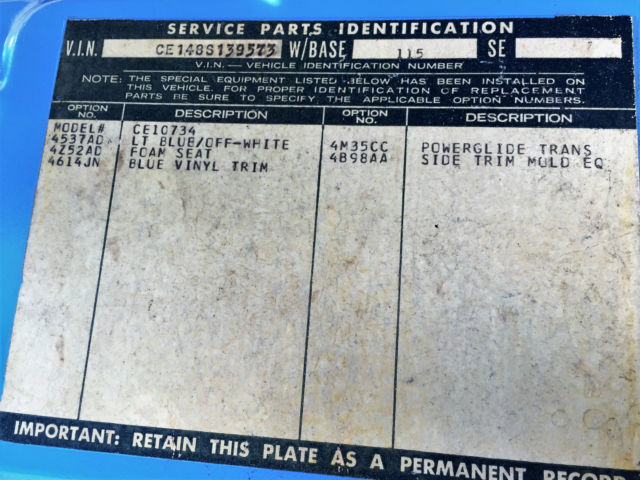 SERVICE PARTS IDENTIFICATION
V.I.N. CE148S139573 W/BASE 115 SE
V.I.N. — VEHICLE IDENTIFICATION NUMBER
NOTE: THE SPECIAL EQUIPMENT LISTED BELOW HAS BEEN INSTALLED ON
THIS VEHICLE. FOR PROPER IDENTIFICATION OF REPLACEMENT
PARTS BE SURE TO SPECIFY THE APPLICABLE OPTION NUMBERS.
OPTION NO. DESCRIPTION OPTION NO. DESCRIPTION
MODEL# CE10734
4537AD LT BLUE/OFF-WHITE 4M35CC POWERGLIDE TRANS
4Z52AD FOAM SEAT 4B98AA SIDE TRIM MOLD EQ
4614JN BLUE VINYL TRIM
IMPORTANT: RETAIN THIS PLATE AS A PERMANENT RECORD